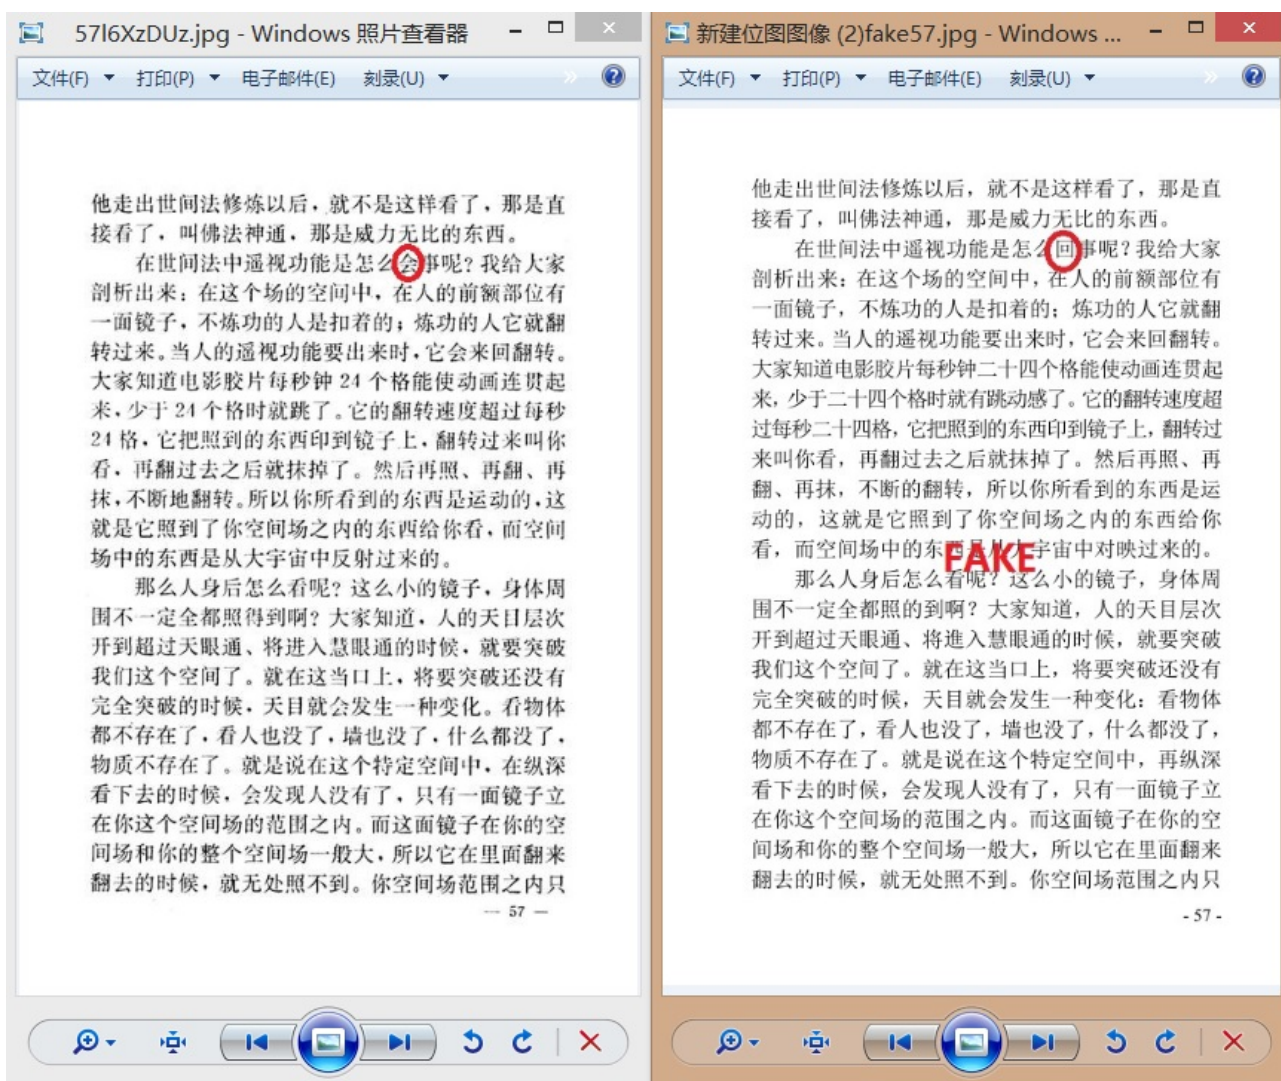 57l6XzDUz.jpg - Windows 照片查看器
文件(F) 打印(P) 电子邮件(E) 刻录(U)
他走出世间法修炼以后，就不是这样看了，那是直
接看了，叫佛法神通，那是威力无比的东西。
在世间法中遥视功能是怎么会事呢？我给大家
剖析出来：在这个场的空间中，在人的前额部位有
一面镜子，不炼功的人是扣着的；炼功的人它就翻
转过来。当人的遥视功能要出来时，它会来回翻转。
大家知道电影胶片每秒钟 24 个格能使动画连贯起
来，少于 24 个格时就跳了。它的翻转速度超过每秒
24 格，它把照到的东西印到镜子上，翻转过来叫你
看，再翻过去之后就抹掉了。然后再照、再翻、再
抹，不断地翻转。所以你所看到的东西是运动的，这
就是它照到了你空间场之内的东西给你看，而空间
场中的东西是从大宇宙中反射过来的。
那么人身后怎么看呢？这么小的镜子，身体周
围不一定全都照得到啊？大家知道，人的天目层次
开到超过天眼通、将进入慧眼通的时候，就要突破
我们这个空间了。就在这当口上，将要突破还没有
完全突破的时候，天目就会发生一种变化。看物体
都不存在了，看人也没了，墙也没了，什么都没了，
物质不存在了。就是说在这个特定空间中，在纵深
看下去的时候，会发现人没有了，只有一面镜子立
在你这个空间场的范围之内。而这面镜子在你的空
间场和你的整个空间场一般大，所以它在里面翻来
翻去的时候，就无处照不到。你空间场范围之内只
— 57 —
新建位图图像 (2)fake57.jpg - Windows ...
文件(F) 打印(P) 电子邮件(E) 刻录(U)
他走出世间法修炼以后，就不是这样看了，那是直
接看了，叫佛法神通，那是威力无比的东西。
在世间法中遥视功能是怎么回事呢？我给大家
剖析出来：在这个场的空间中，在人的前额部位有
一面镜子，不炼功的人是扣着的；炼功的人它就翻
转过来。当人的遥视功能要出来时，它会来回翻转。
大家知道电影胶片每秒钟二十四个格能使动画连贯起
来，少于二十四个格时就有跳动感了。它的翻转速度超
过每秒二十四格，它把照到的东西印到镜子上，翻转过
来叫你看，再翻过去之后就抹掉了。然后再照、再
翻、再抹，不断的翻转，所以你所看到的东西是运
动的，这就是它照到了你空间场之内的东西给你
看，而空间场中的东西是从大宇宙中对映过来的。
FAKE
那么人身后怎么看呢？这么小的镜子，身体周
围不一定全都照的到啊？大家知道，人的天目层次
开到超过天眼通、将進入慧眼通的时候，就要突破
我们这个空间了。就在这当口上，将要突破还没有
完全突破的时候，天目就会发生一种变化：看物体
都不存在了，看人也没了，墙也没了，什么都没了，
物质不存在了。就是说在这个特定空间中，再纵深
看下去的时候，会发现人没有了，只有一面镜子立
在你这个空间场的范围之内。而这面镜子在你的空
间场和你的整个空间场一般大，所以它在里面翻来
翻去的时候，就无处照不到。你空间场范围之内只
- 57 -